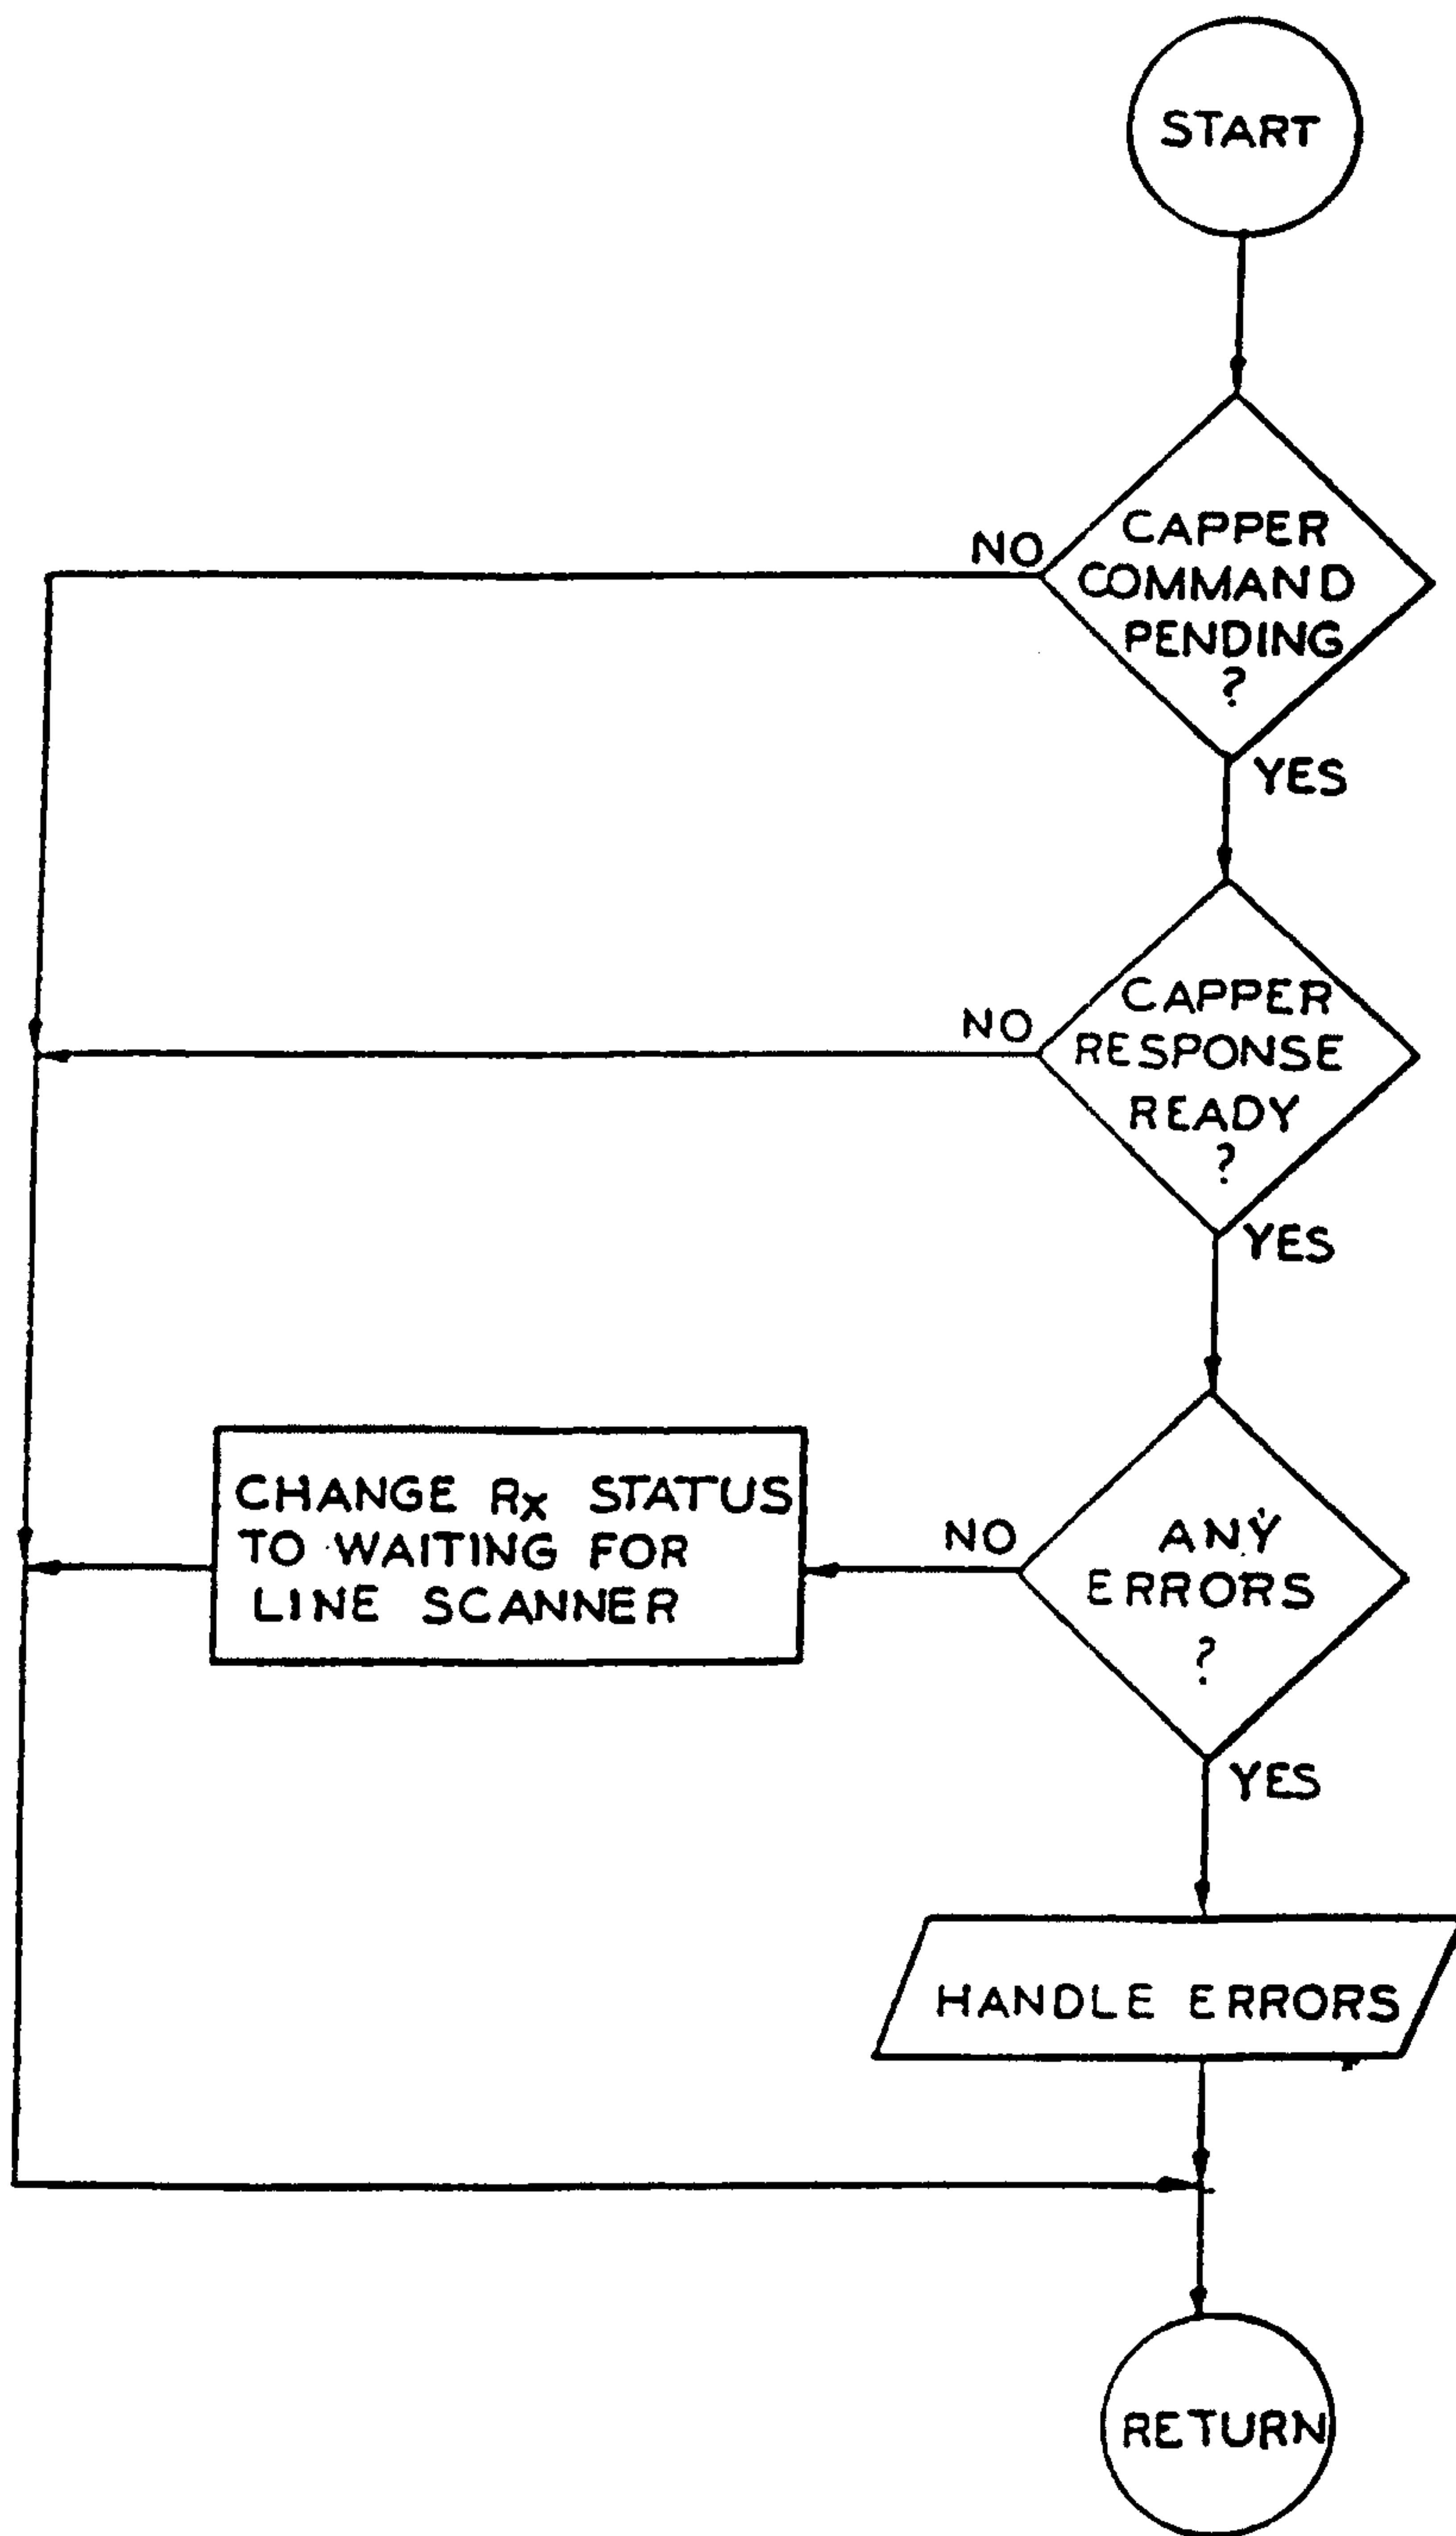 START
CAPPER
COMMAND
PENDING
?
NO
YES
CAPPER
RESPONSE
READY
?
NO
YES
CHANGE Rx STATUS
TO WAITING FOR
LINE SCANNER
NO
ANY
ERRORS
?
YES
HANDLE ERRORS
RETURN